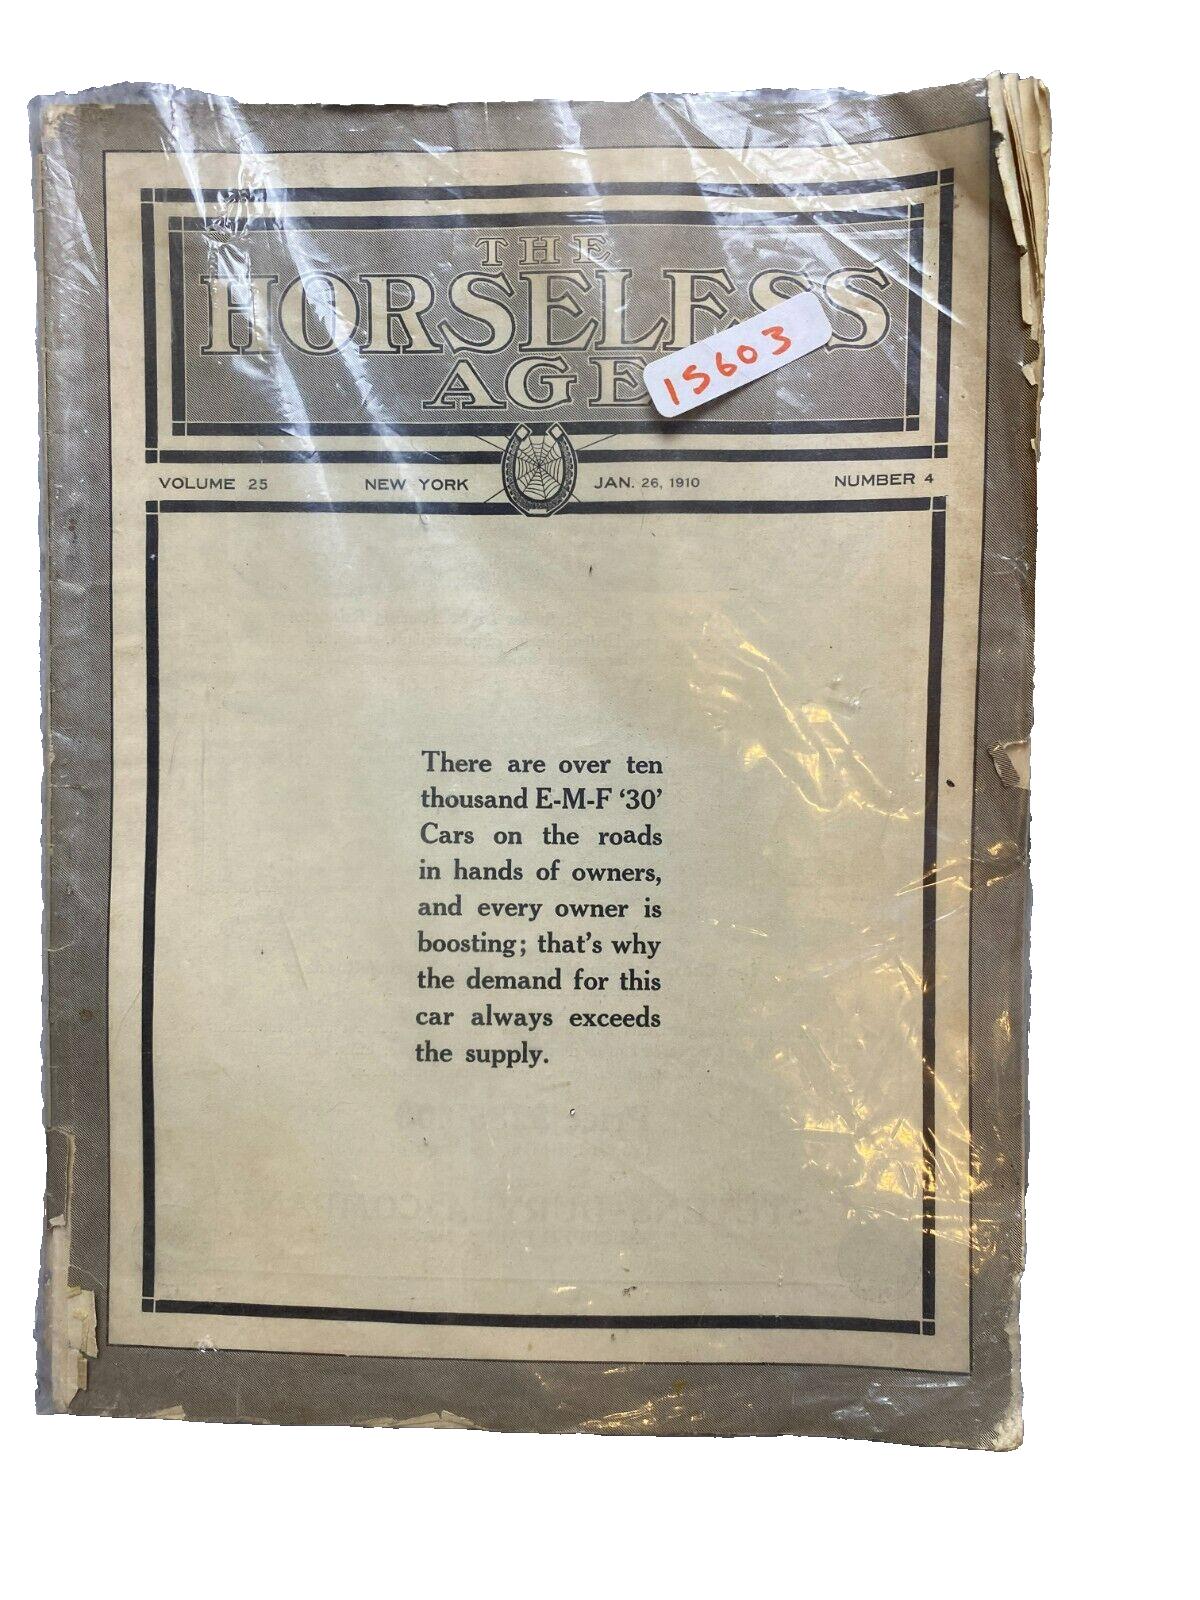 THE
HORSELESS
AGE
15603
VOLUME 25 NEW YORK JAN. 26, 1910 NUMBER 4
There are over ten
thousand E-M-F ‘30’
Cars on the roads
in hands of owners,
and every owner is
boosting; that's why
the demand for this
car always exceeds
the supply.